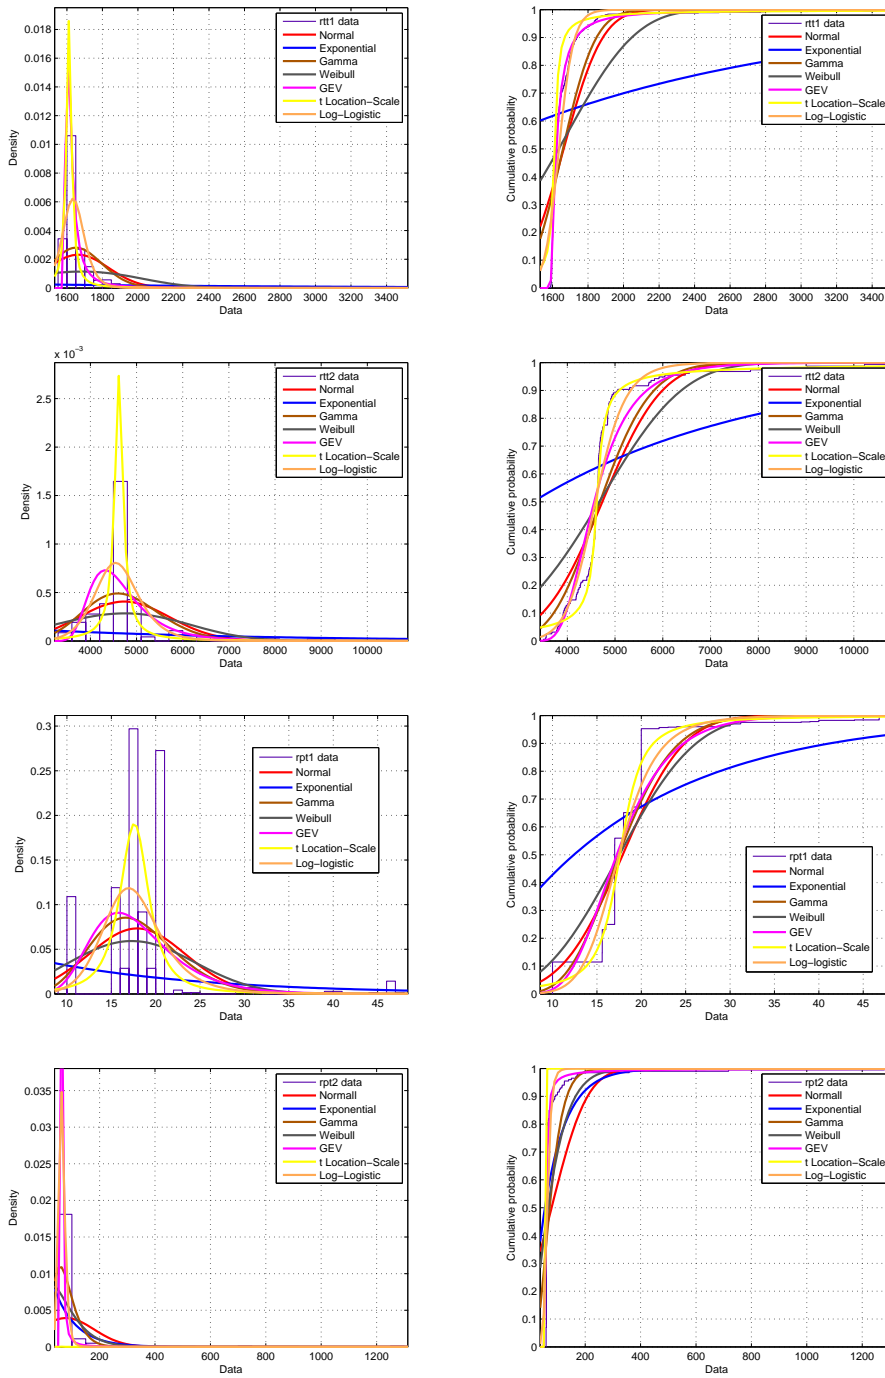 0.018
0.016
0.014
0.012
0.01
0.008
0.006
0.004
0.002
0
Density
1600 1800 2000 2200 2400 2600 2800 3000 3200 3400
Data
rtt1 data
Normal
Exponential
Gamma
Weibull
GEV
t Location−Scale
Log−Logistic
1
0.9
0.8
0.7
0.6
0.5
0.4
0.3
0.2
0.1
0
Cumulative probability
1600 1800 2000 2200 2400 2600 2800 3000 3200 3400
Data
rtt1 data
Normal
Exponential
Gamma
Weibull
GEV
t Location−Scale
Log−Logistic
x 10⁻³
2.5
2
1.5
1
0.5
0
Density
4000 5000 6000 7000 8000 9000 10000
Data
rtt2 data
Normal
Exponential
Gamma
Weibull
GEV
t Location−Scale
Log−logistic
1
0.9
0.8
0.7
0.6
0.5
0.4
0.3
0.2
0.1
0
Cumulative probability
4000 5000 6000 7000 8000 9000 10000
Data
rtt2 data
Normal
Exponential
Gamma
Weibull
GEV
t Location−Scale
Log−logistic
0.3
0.25
0.2
0.15
0.1
0.05
0
Density
10 15 20 25 30 35 40 45
Data
rpt1 data
Normal
Exponential
Gamma
Weibull
GEV
t Location−Scale
Log−logistic
1
0.9
0.8
0.7
0.6
0.5
0.4
0.3
0.2
0.1
0
Cumulative probability
10 15 20 25 30 35 40 45
Data
rpt1 data
Normal
Exponential
Gamma
Weibull
GEV
t Location−Scale
Log−logistic
0.035
0.03
0.025
0.02
0.015
0.01
0.005
0
Density
200 400 600 800 1000 1200
Data
rpt2 data
Normall
Exponential
Gamma
Weibull
GEV
t Location−Scale
Log−Logistic
1
0.9
0.8
0.7
0.6
0.5
0.4
0.3
0.2
0.1
0
Cumulative probability
200 400 600 800 1000 1200
Data
rpt2 data
Normal
Exponential
Gamma
Weibull
GEV
t Location−Scale
Log−Logistic